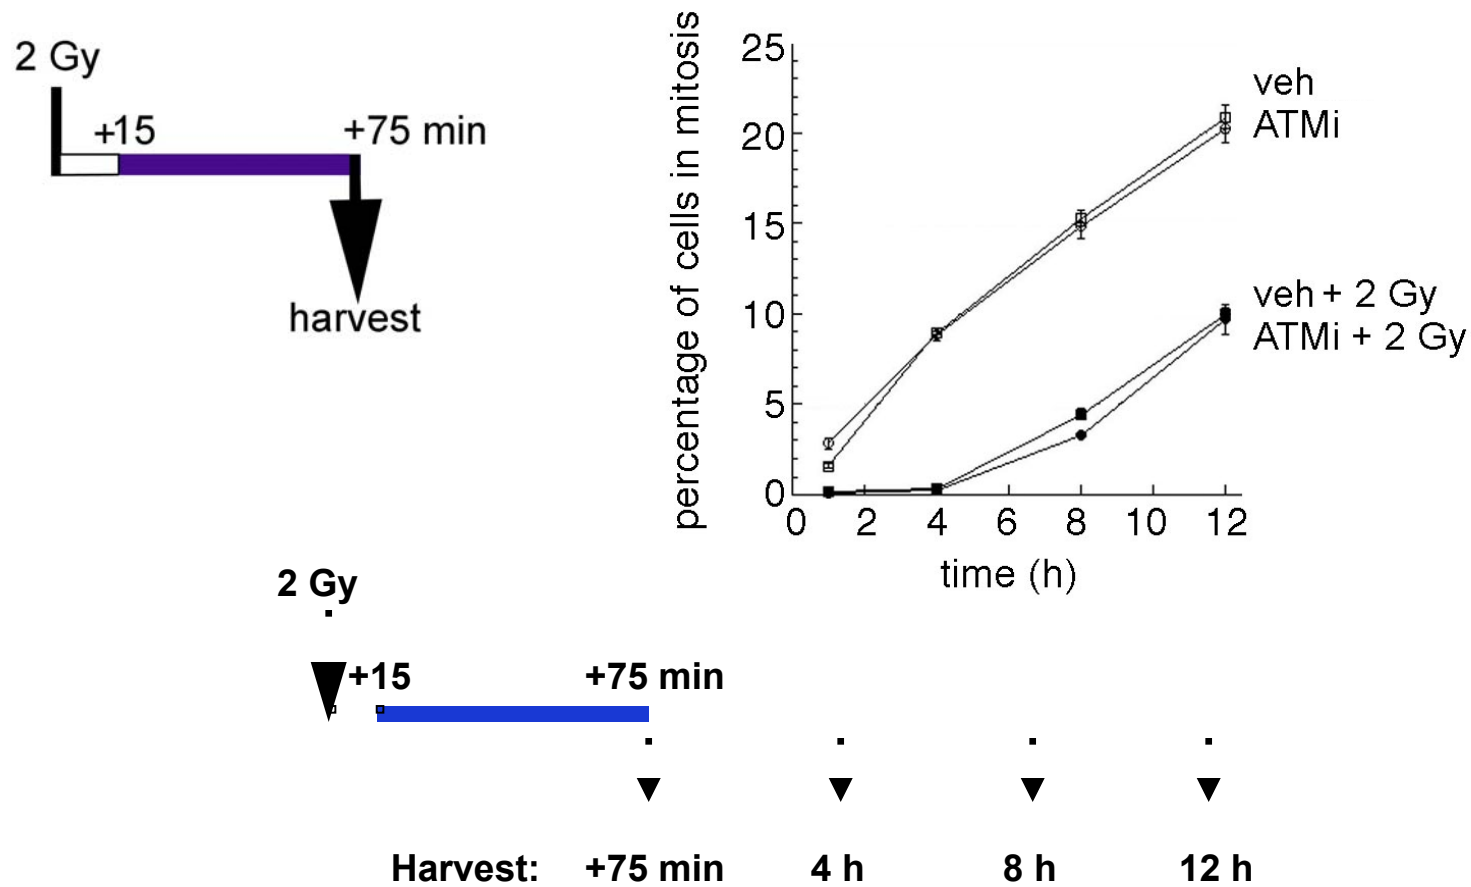 2 Gy
+15
+75 min
harvest
percentage of cells in mitosis
25
20
15
10
5
0
0 2 4 6 8 10 12
time (h)
veh
ATMi
veh + 2 Gy
ATMi + 2 Gy
2 Gy
+15
+75 min
Harvest: +75 min 4 h 8 h 12 h